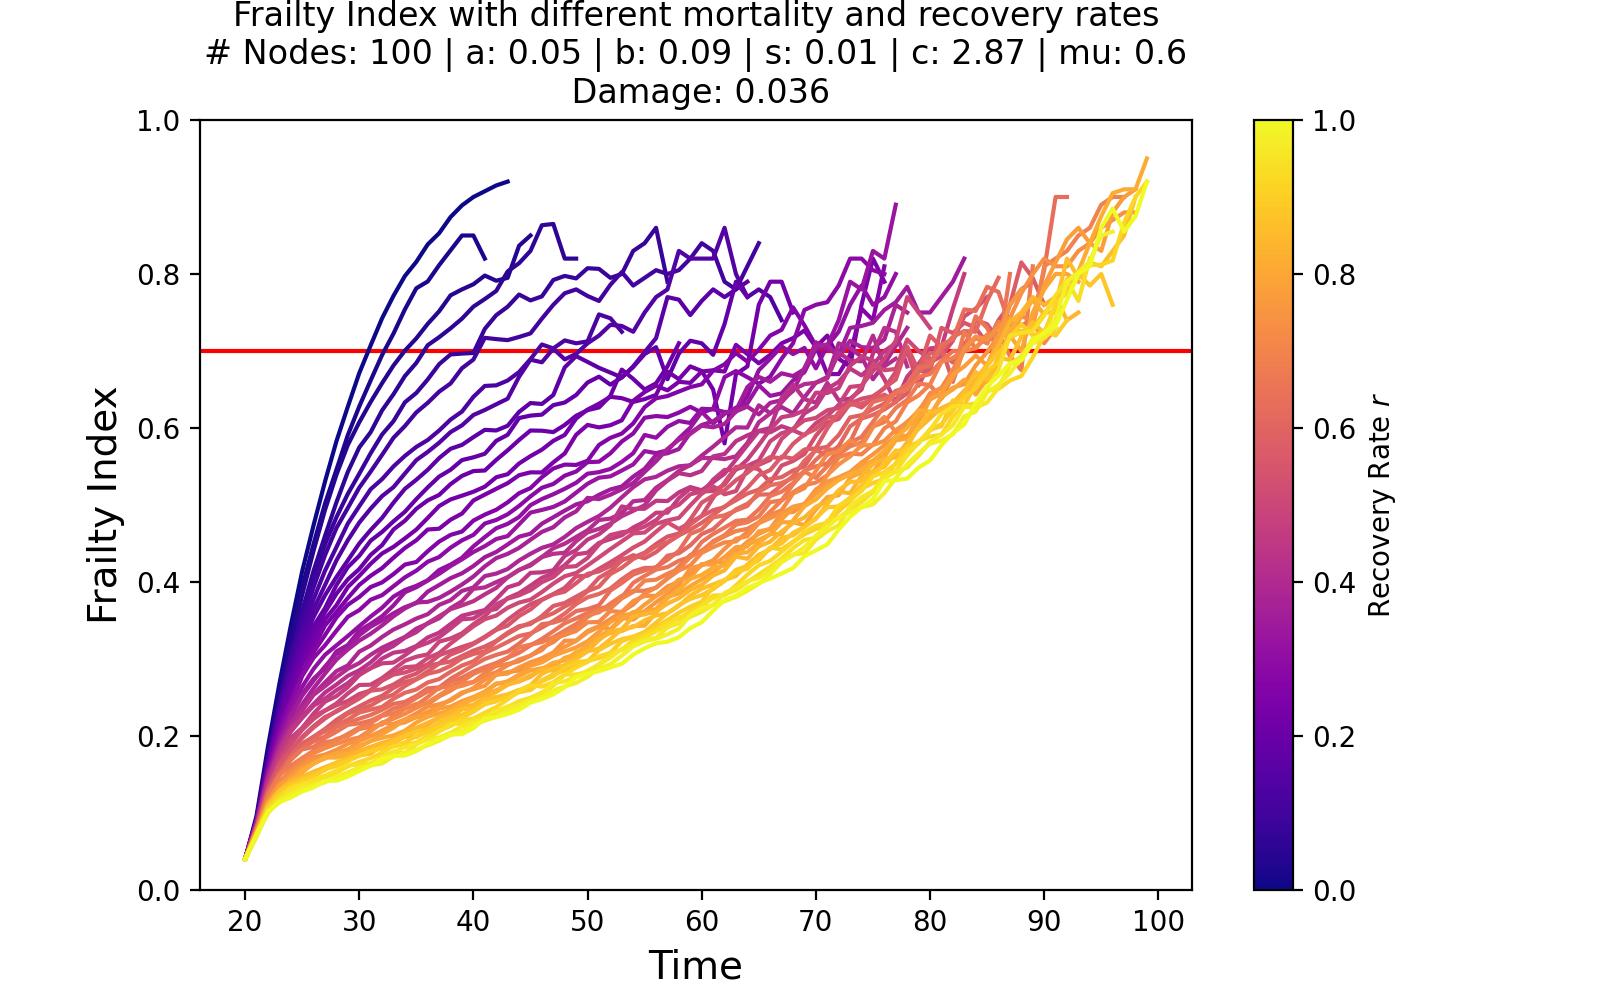 Frailty Index with different mortality and recovery rates
# Nodes: 100 | a: 0.05 | b: 0.09 | s: 0.01 | c: 2.87 | mu: 0.6
Damage: 0.036
1.0
0.8
0.6
0.4
0.2
0.0
Frailty Index
20 30 40 50 60 70 80 90 100
Time
1.0
0.8
0.6
0.4
0.2
0.0
Recovery Rate r